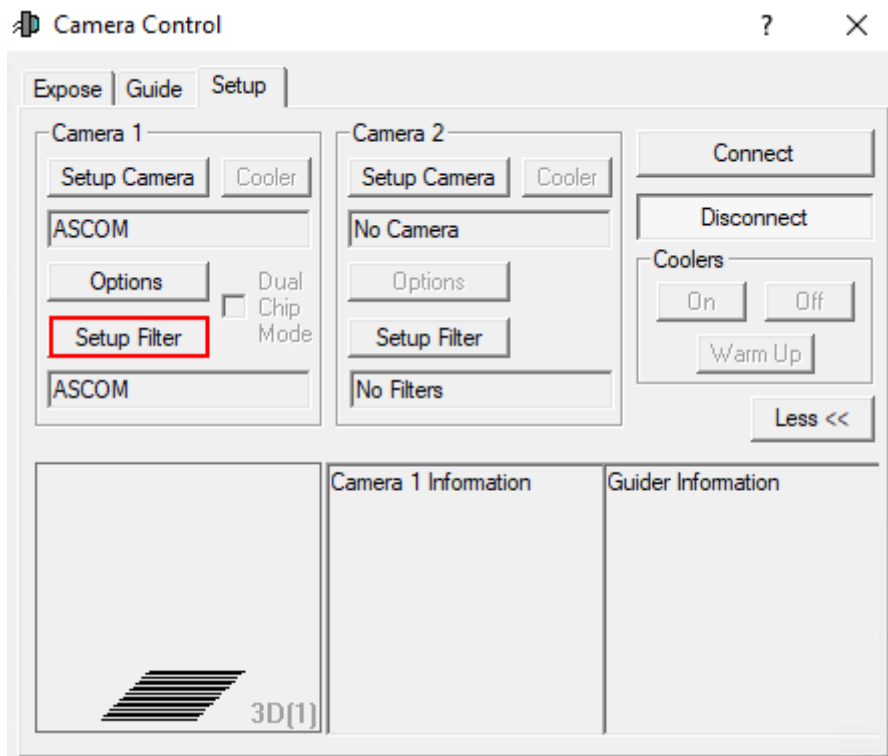 Camera Control
?
Expose Guide Setup
Camera 1
Setup Camera Cooler
ASCOM
Options
Dual
Chip
Mode
Setup Filter
ASCOM
Camera 2
Setup Camera Cooler
No Camera
Options
Setup Filter
No Filters
Connect
Disconnect
Coolers
On Off
Warm Up
Less <<
3D(1)
Camera 1 Information
Guider Information